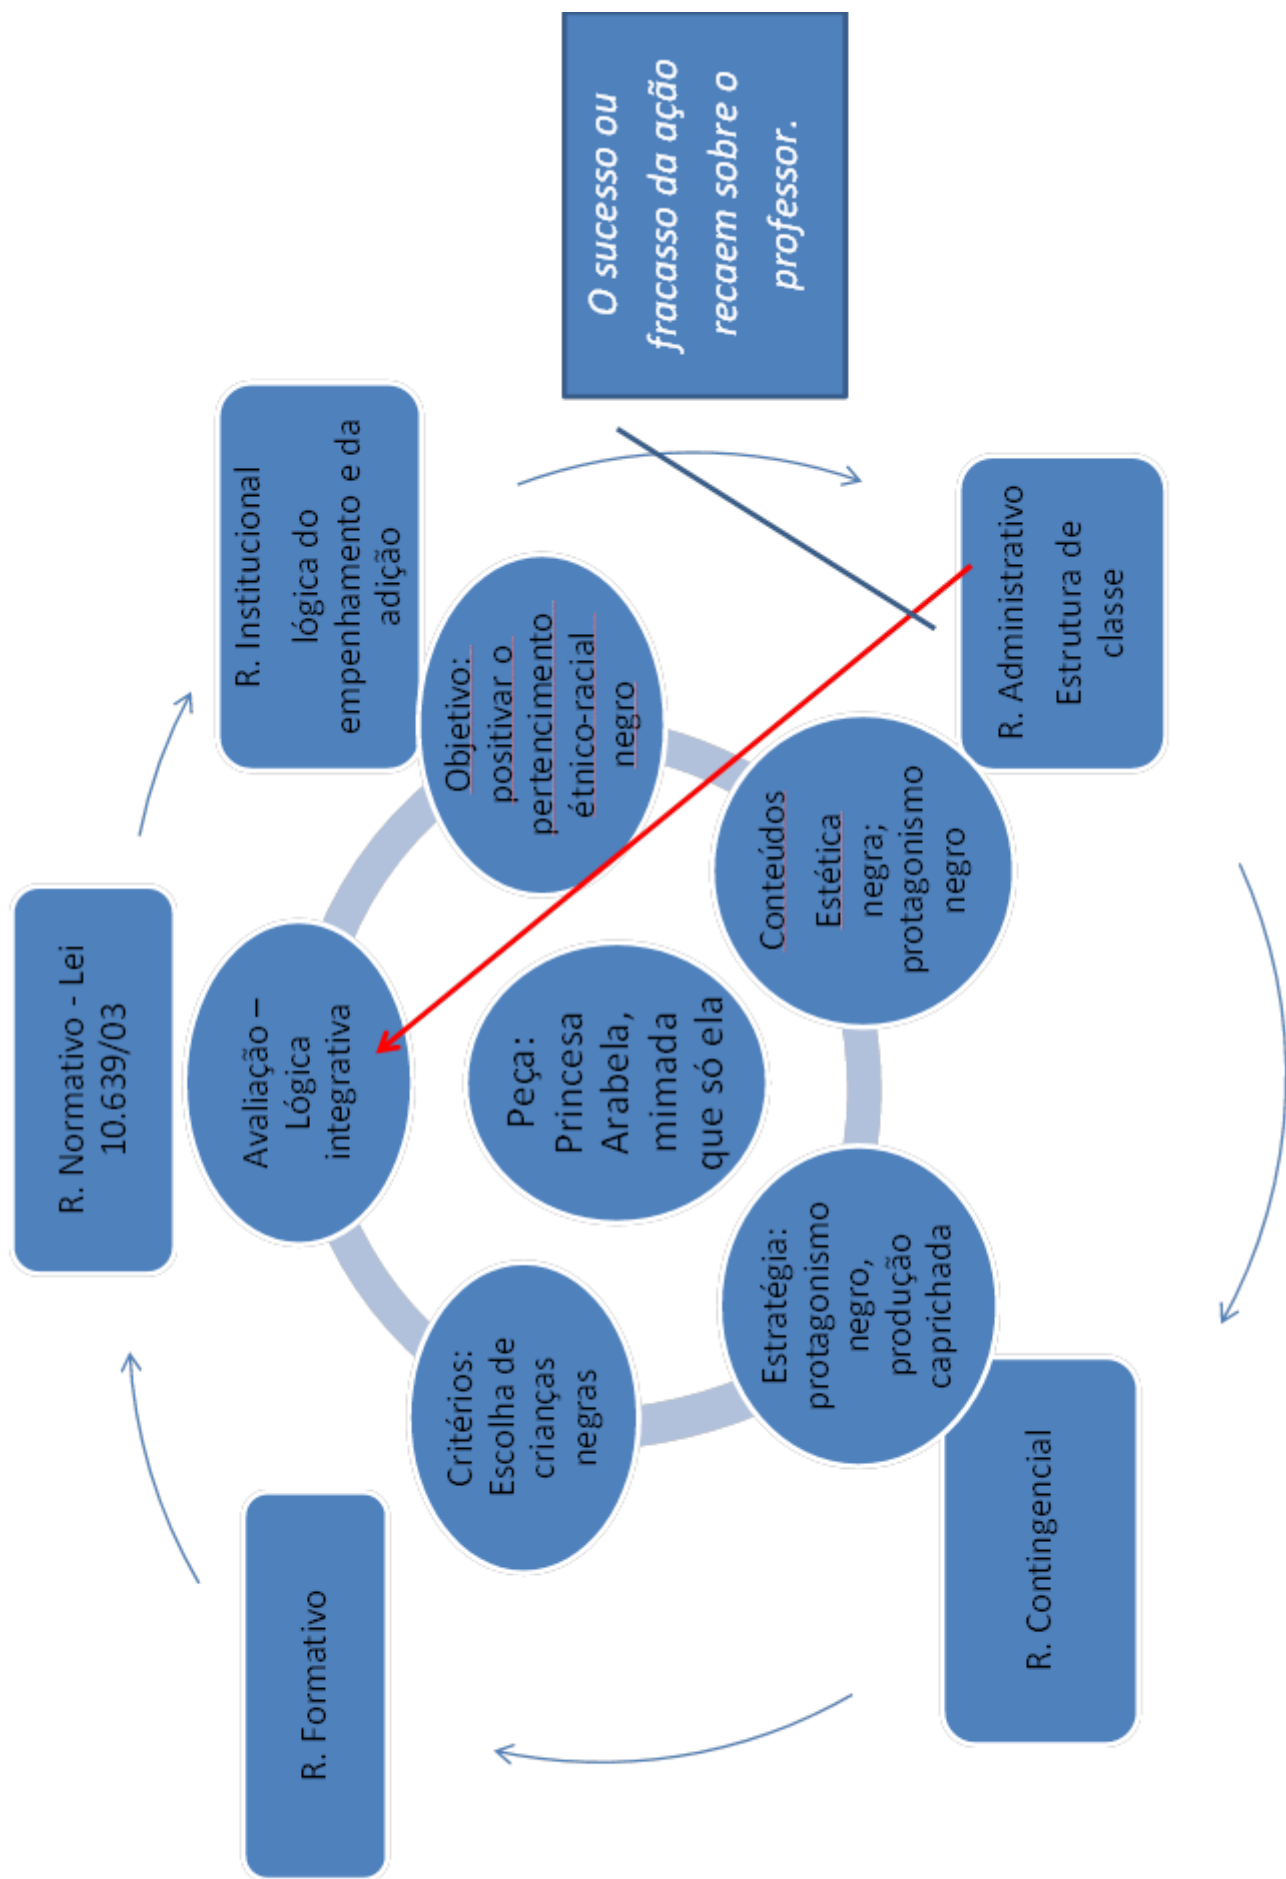 R. Normativo - Lei
10.639/03
R. Formativo
Avaliação –
Lógica
integrativa
R. Institucional
lógica do
empenhamento e da
adição
Critérios:
Escolha de
crianças
negras
Objetivo:
positivar o
pertencimento
étnico-racial
negro
Peça:
Princesa
Arabela,
mimada
que só ela
O sucesso ou
fracasso da ação
recaem sobre o
professor.
Estratégia:
protagonismo
negro,
produção
caprichada
Conteúdos
Estética
negra;
protagonismo
negro
R. Contingencial
R. Administrativo
Estrutura de
classe